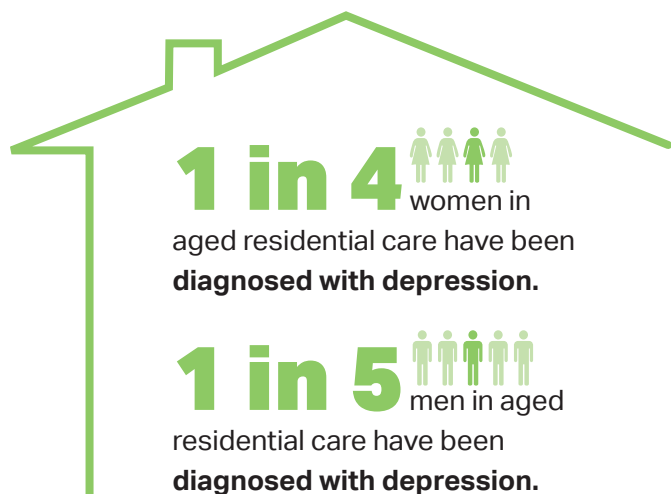 1 in 4 women in
aged residential care have been
diagnosed with depression.
1 in 5 men in aged
residential care have been
diagnosed with depression.